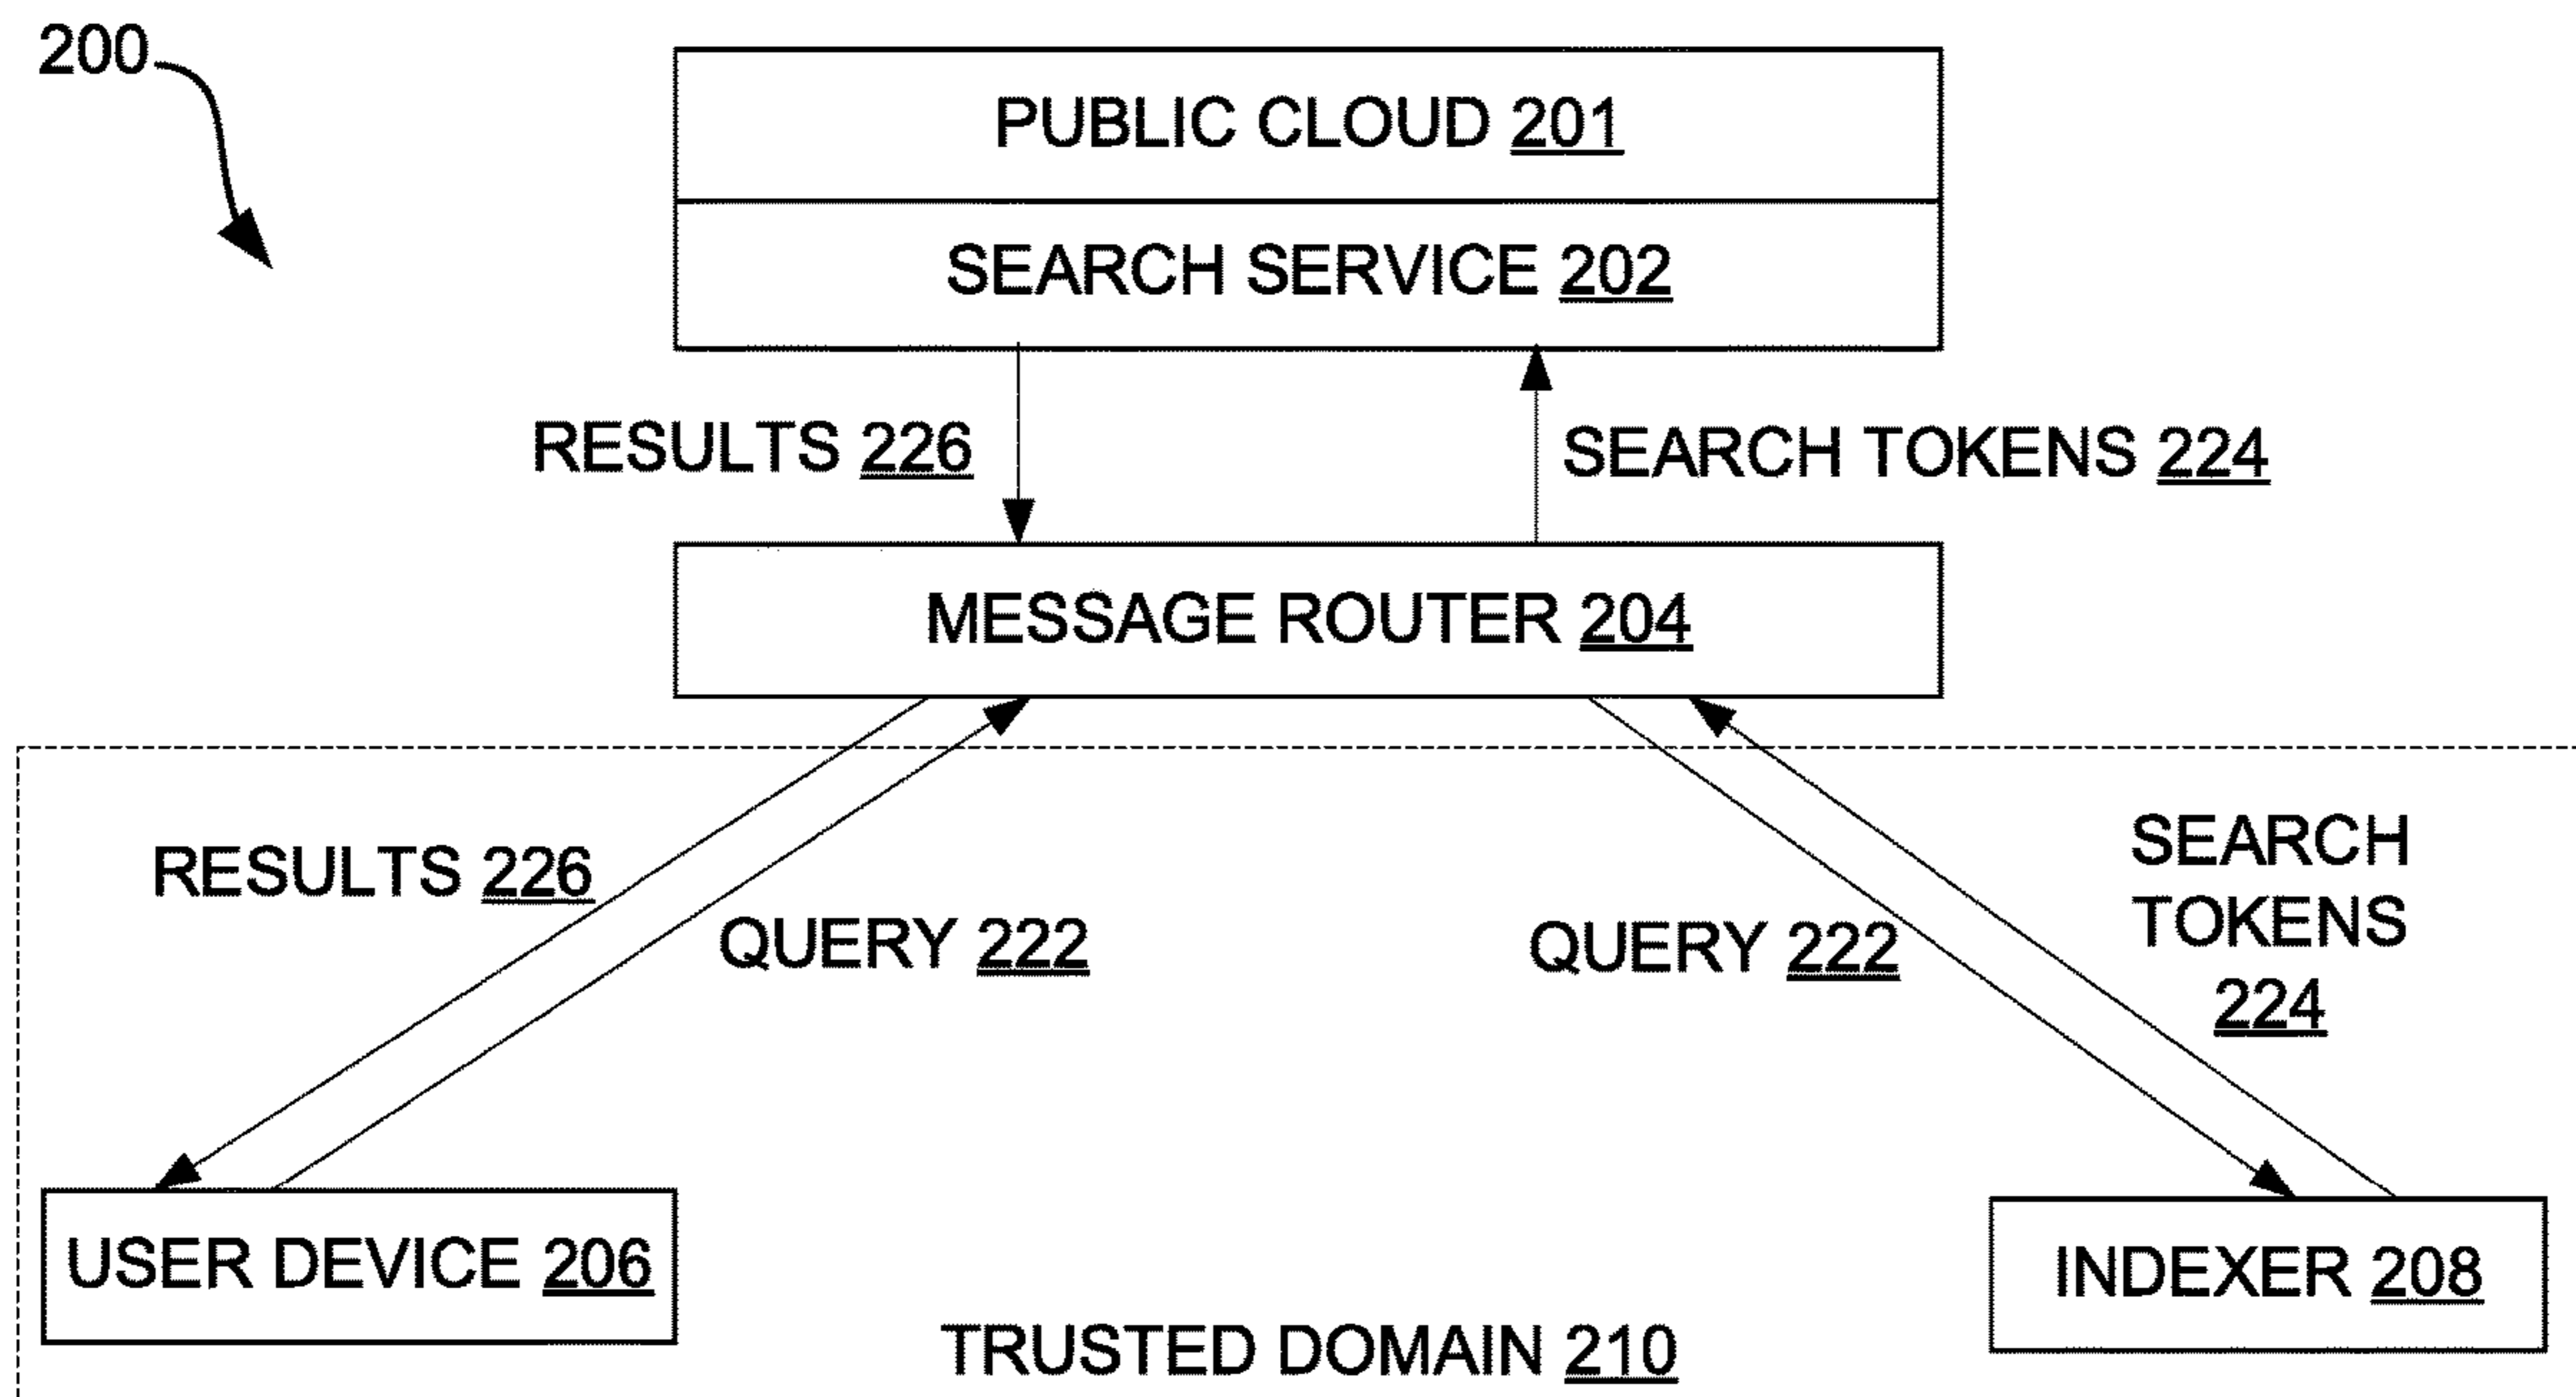 200
PUBLIC CLOUD 201
SEARCH SERVICE 202
RESULTS 226
SEARCH TOKENS 224
MESSAGE ROUTER 204
RESULTS 226
QUERY 222
QUERY 222
SEARCH
TOKENS
224
USER DEVICE 206
INDEXER 208
TRUSTED DOMAIN 210